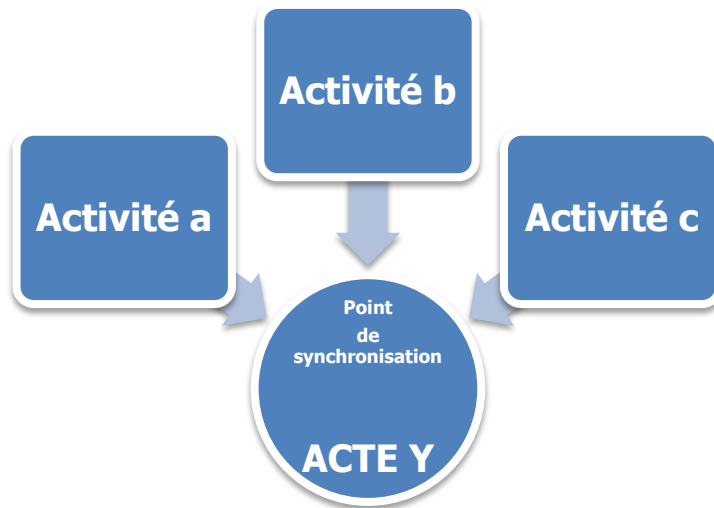 Activité b
Activité a
Activité c
Point
de
synchronisation
ACTE Y